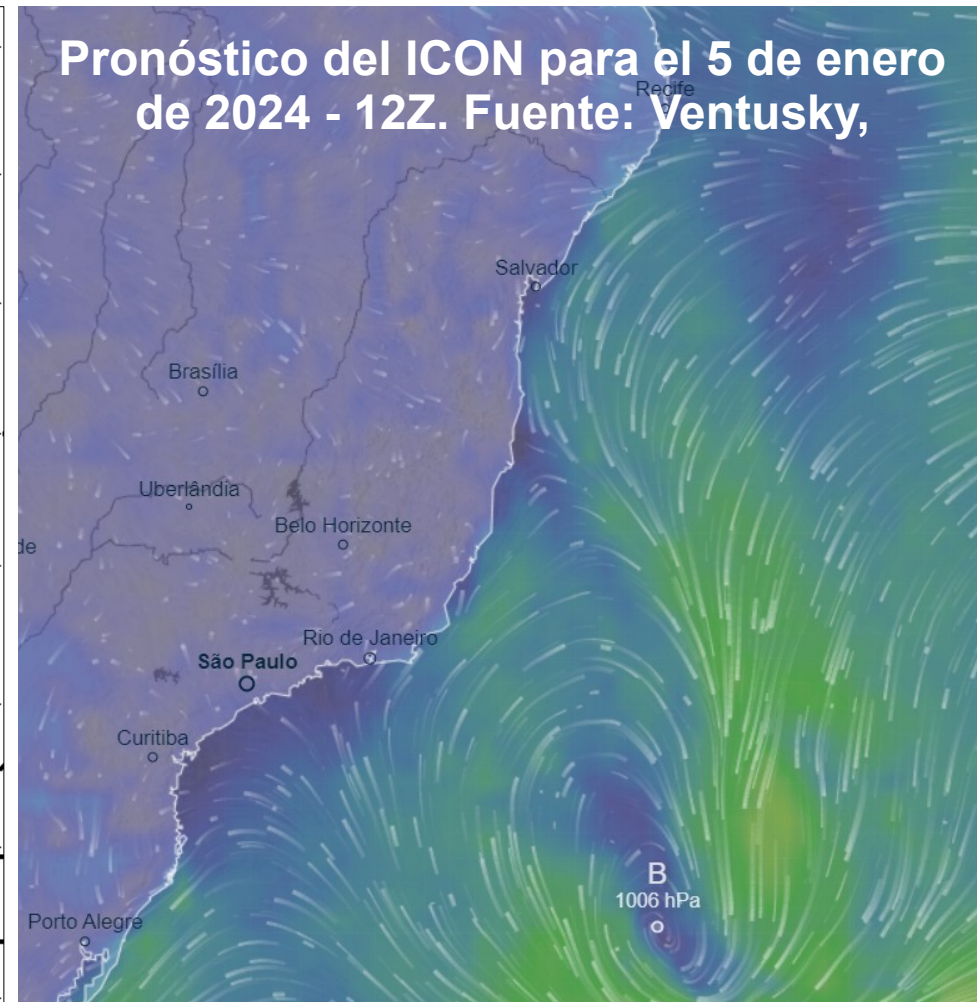 Pronóstico del ICON para el 5 de enero
de 2024 - 12Z. Fuente: Ventusky,
Recife
Salvador
Brasília
Uberlândia
Belo Horizonte
de
Rio de Janeiro
São Paulo
Curitiba
B
1006 hPa
Porto Alegre